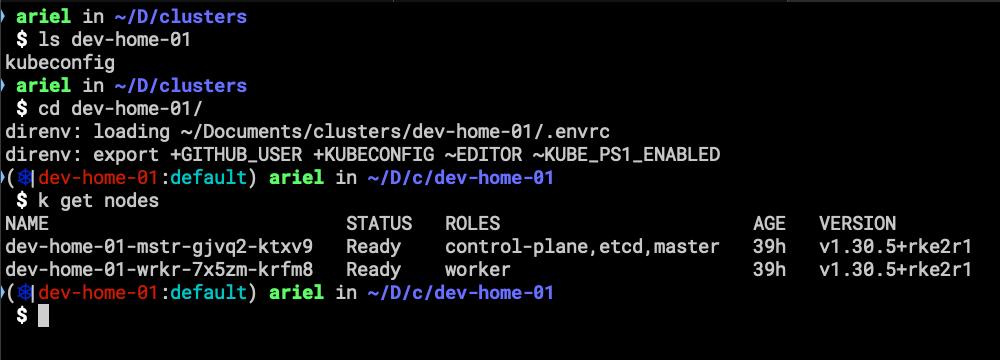 ariel in ~/D/clusters
$ ls dev-home-01
kubeconfig
ariel in ~/D/clusters
$ cd dev-home-01/
direnv: loading ~/Documents/clusters/dev-home-01/.envrc
direnv: export +GITHUB_USER +KUBECONFIG ~EDITOR ~KUBE_PS1_ENABLED
(⎈|dev-home-01:default) ariel in ~/D/c/dev-home-01
$ k get nodes
NAME STATUS ROLES AGE VERSION
dev-home-01-mstr-gjvq2-ktxv9 Ready control-plane,etcd,master 39h v1.30.5+rke2r1
dev-home-01-wrkr-7x5zm-krfm8 Ready worker 39h v1.30.5+rke2r1
(⎈|dev-home-01:default) ariel in ~/D/c/dev-home-01
$